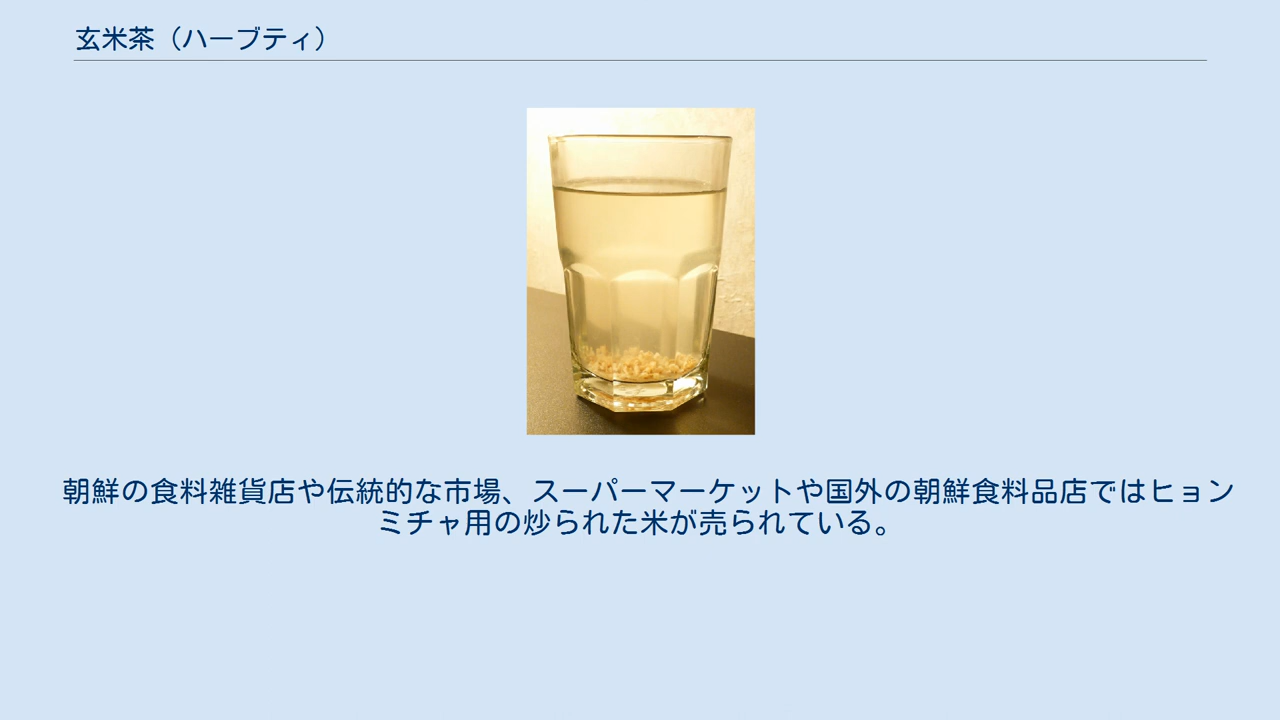 玄米茶（ハーブティ）
朝鮮の食料雑貨店や伝統的な市場、スーパーマーケットや国外の朝鮮食料品店ではヒョン
ミチャ用の炒られた米が売られている。